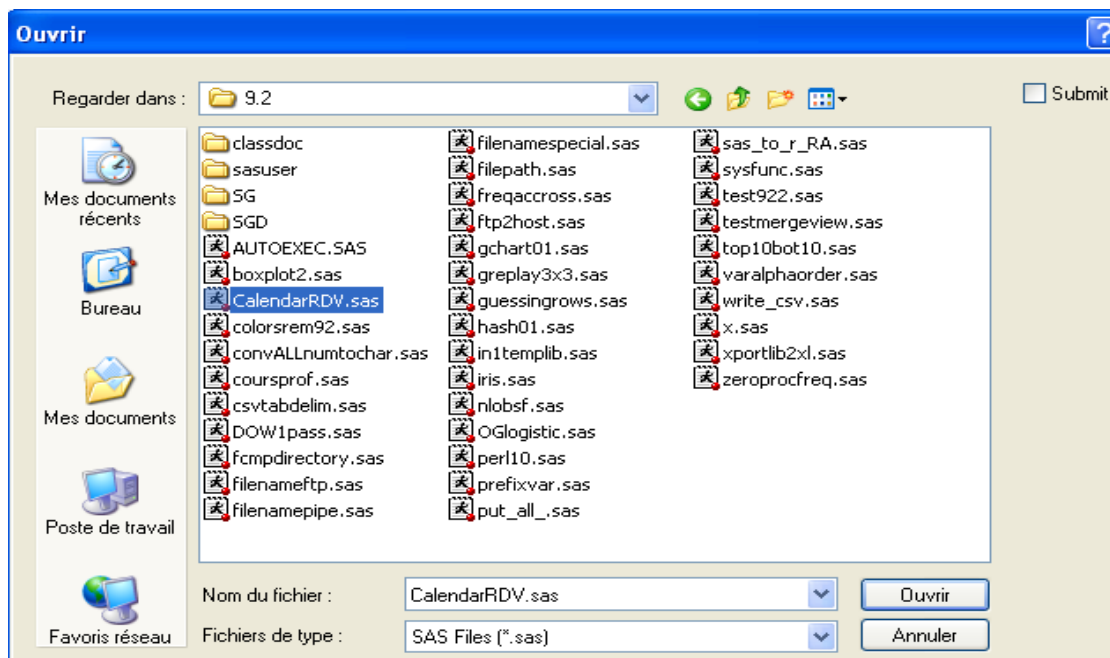 Ouvrir
?
Regarder dans :
9.2
Submit
Mes documents
récents
Bureau
Mes documents
Poste de travail
Favoris réseau
classdoc
sasuser
SG
SGD
AUTOEXEC.SAS
boxplot2.sas
CalendarRDV.sas
colorsrem92.sas
convALLnumtochar.sas
coursprof.sas
csvtabdelim.sas
DOW1pass.sas
fcmpdirectory.sas
filenameftp.sas
filenamepipe.sas
filenamespecial.sas
filepath.sas
freqaccross.sas
ftp2host.sas
gchart01.sas
greplay3x3.sas
guessingrows.sas
hash01.sas
in1templib.sas
iris.sas
nlobsf.sas
OGlogistic.sas
perl10.sas
prefixvar.sas
put_all_.sas
sas_to_r_RA.sas
sysfunc.sas
test922.sas
testmergeview.sas
top10bot10.sas
varalphaorder.sas
write_csv.sas
x.sas
xportlib2xl.sas
zeroprocfreq.sas
Nom du fichier :
CalendarRDV.sas
Ouvrir
Fichiers de type :
SAS Files (*.sas)
Annuler